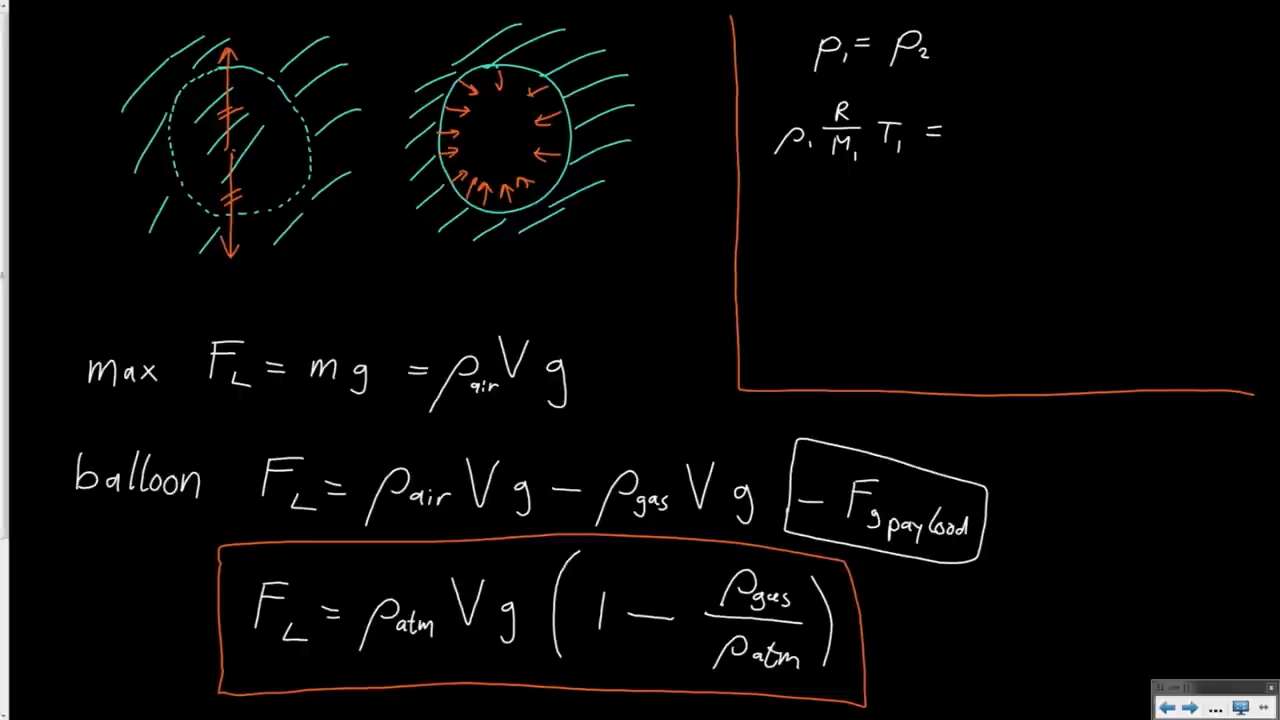 p₁ = p₂
ρ₁ R/M₁ T₁ =
max F_L = mg = ρ_air V g
balloon F_L = ρ_air V g − ρ_gas V g − F_g payload
F_L = ρ_atm V g ( 1 − ρ_gas/ρ_atm )